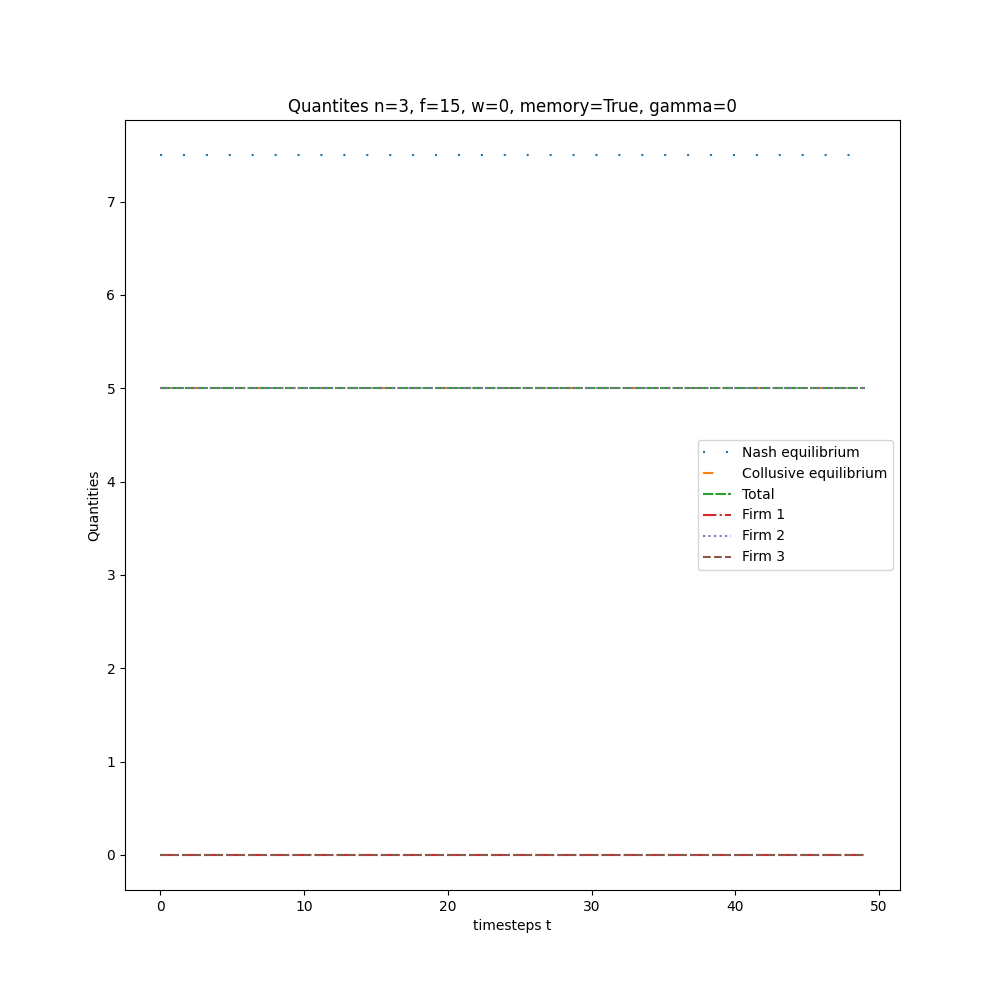 Quantites n=3, f=15, w=0, memory=True, gamma=0
7
6
5
4
3
2
1
0
Quantities
Nash equilibrium
Collusive equilibrium
Total
Firm 1
Firm 2
Firm 3
0 10 20 30 40 50
timesteps t